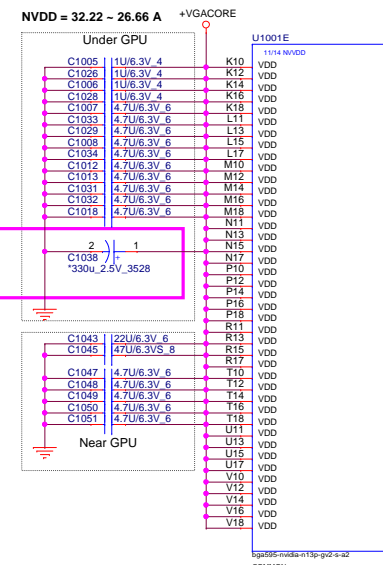 NVDD = 32.22 ~ 26.66 A
+VGACORE
Under GPU
U1001E
11/14 NVVDD
C1005 1U/6.3V_4 K10 VDD
C1026 1U/6.3V_4 K12 VDD
C1006 1U/6.3V_4 K14 VDD
C1028 1U/6.3V_4 K16 VDD
C1007 4.7U/6.3V_6 K18 VDD
C1033 4.7U/6.3V_6 L11 VDD
C1029 4.7U/6.3V_6 L13 VDD
C1008 4.7U/6.3V_6 L15 VDD
C1034 4.7U/6.3V_6 L17 VDD
C1012 4.7U/6.3V_6 M10 VDD
C1013 4.7U/6.3V_6 M12 VDD
C1031 4.7U/6.3V_6 M14 VDD
C1032 4.7U/6.3V_6 M16 VDD
C1018 4.7U/6.3V_6 M18 VDD
N11 VDD
N13 VDD
2 1 N15 VDD
C1038 + N17 VDD
*330u_2.5V_3528 P10 VDD
P12 VDD
P14 VDD
P16 VDD
P18 VDD
R11 VDD
C1043 22U/6.3V_6 R13 VDD
C1045 47U/6.3VS_8 R15 VDD
R17 VDD
C1047 4.7U/6.3V_6 T10 VDD
C1048 4.7U/6.3V_6 T12 VDD
C1049 4.7U/6.3V_6 T14 VDD
C1050 4.7U/6.3V_6 T16 VDD
C1051 4.7U/6.3V_6 T18 VDD
U11 VDD
Near GPU U13 VDD
U15 VDD
U17 VDD
V10 VDD
V12 VDD
V14 VDD
V16 VDD
V18 VDD
bga595-nvidia-n13p-gv2-s-a2
COMMON